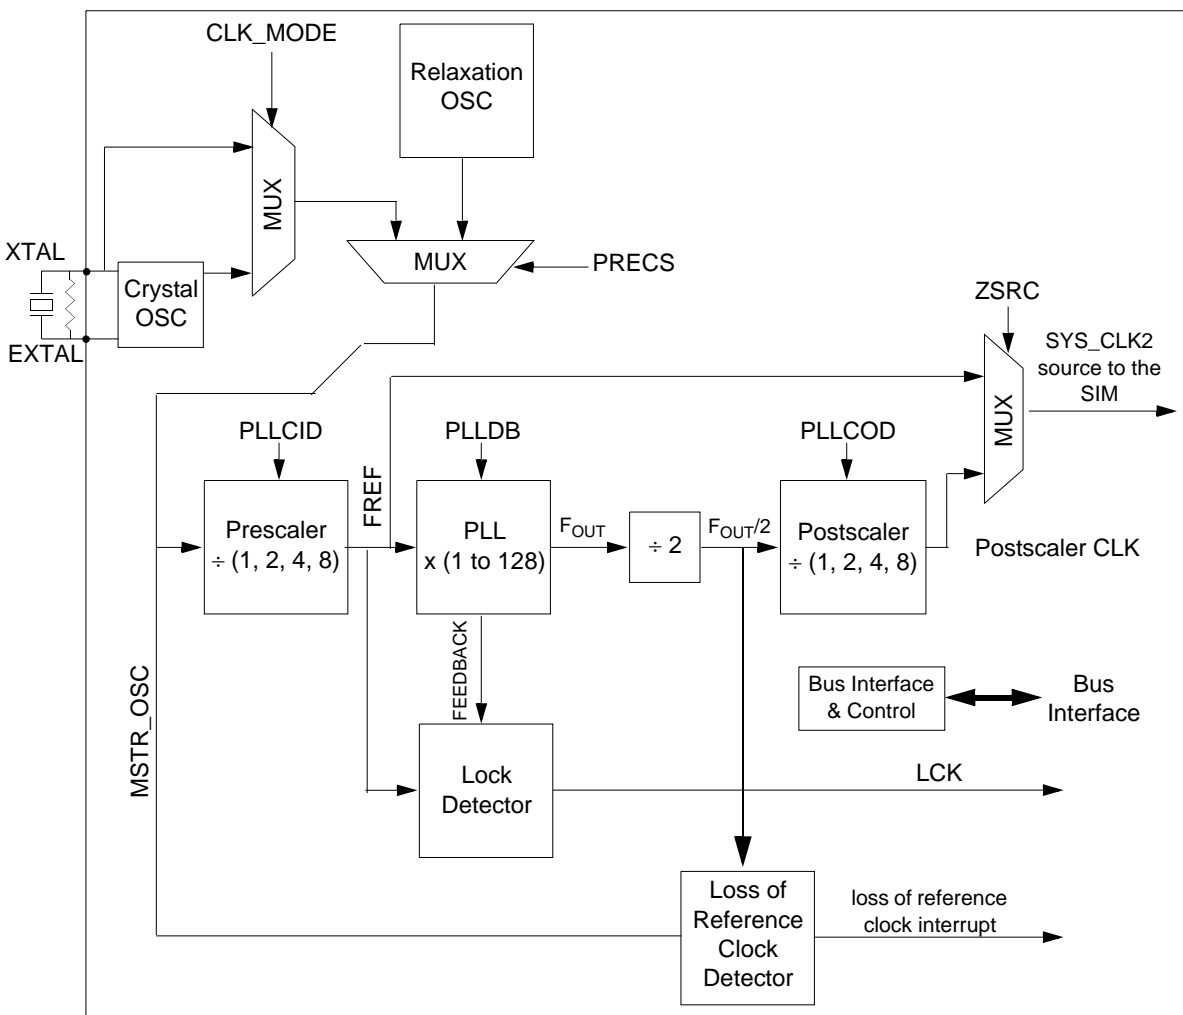 CLK_MODE
Relaxation
OSC
MUX
XTAL
MUX
PRECS
Crystal
OSC
ZSRC
EXTAL
SYS_CLK2
source to the
SIM
MUX
PLLCID
PLLDB
PLLCOD
FREF
Prescaler
÷ (1, 2, 4, 8)
PLL
x (1 to 128)
FOUT
÷ 2
FOUT/2
Postscaler
÷ (1, 2, 4, 8)
Postscaler CLK
FEEDBACK
MSTR_OSC
Bus Interface
& Control
Bus
Interface
Lock
Detector
LCK
Loss of
Reference
Clock
Detector
loss of reference
clock interrupt